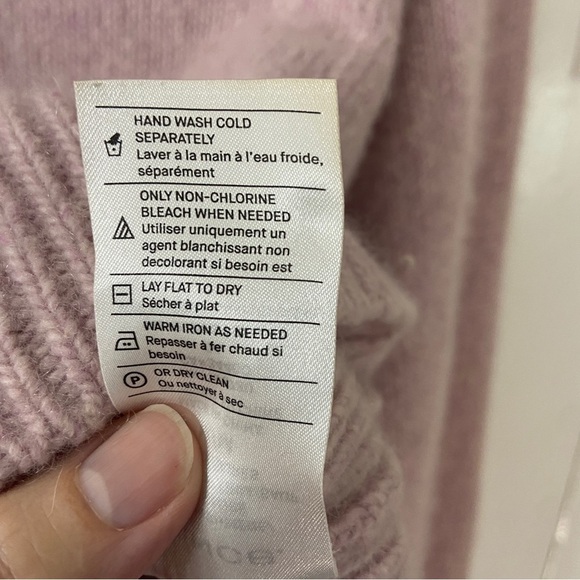 HAND WASH COLD
SEPARATELY
Laver à la main à l'eau froide,
séparément
ONLY NON-CHLORINE
BLEACH WHEN NEEDED
Utiliser uniquement un
agent blanchissant non
decolorant si besoin est
LAY FLAT TO DRY
Sécher à plat
WARM IRON AS NEEDED
Repasser à fer chaud si
besoin
P
OR DRY CLEAN
Ou nettoyer à sec